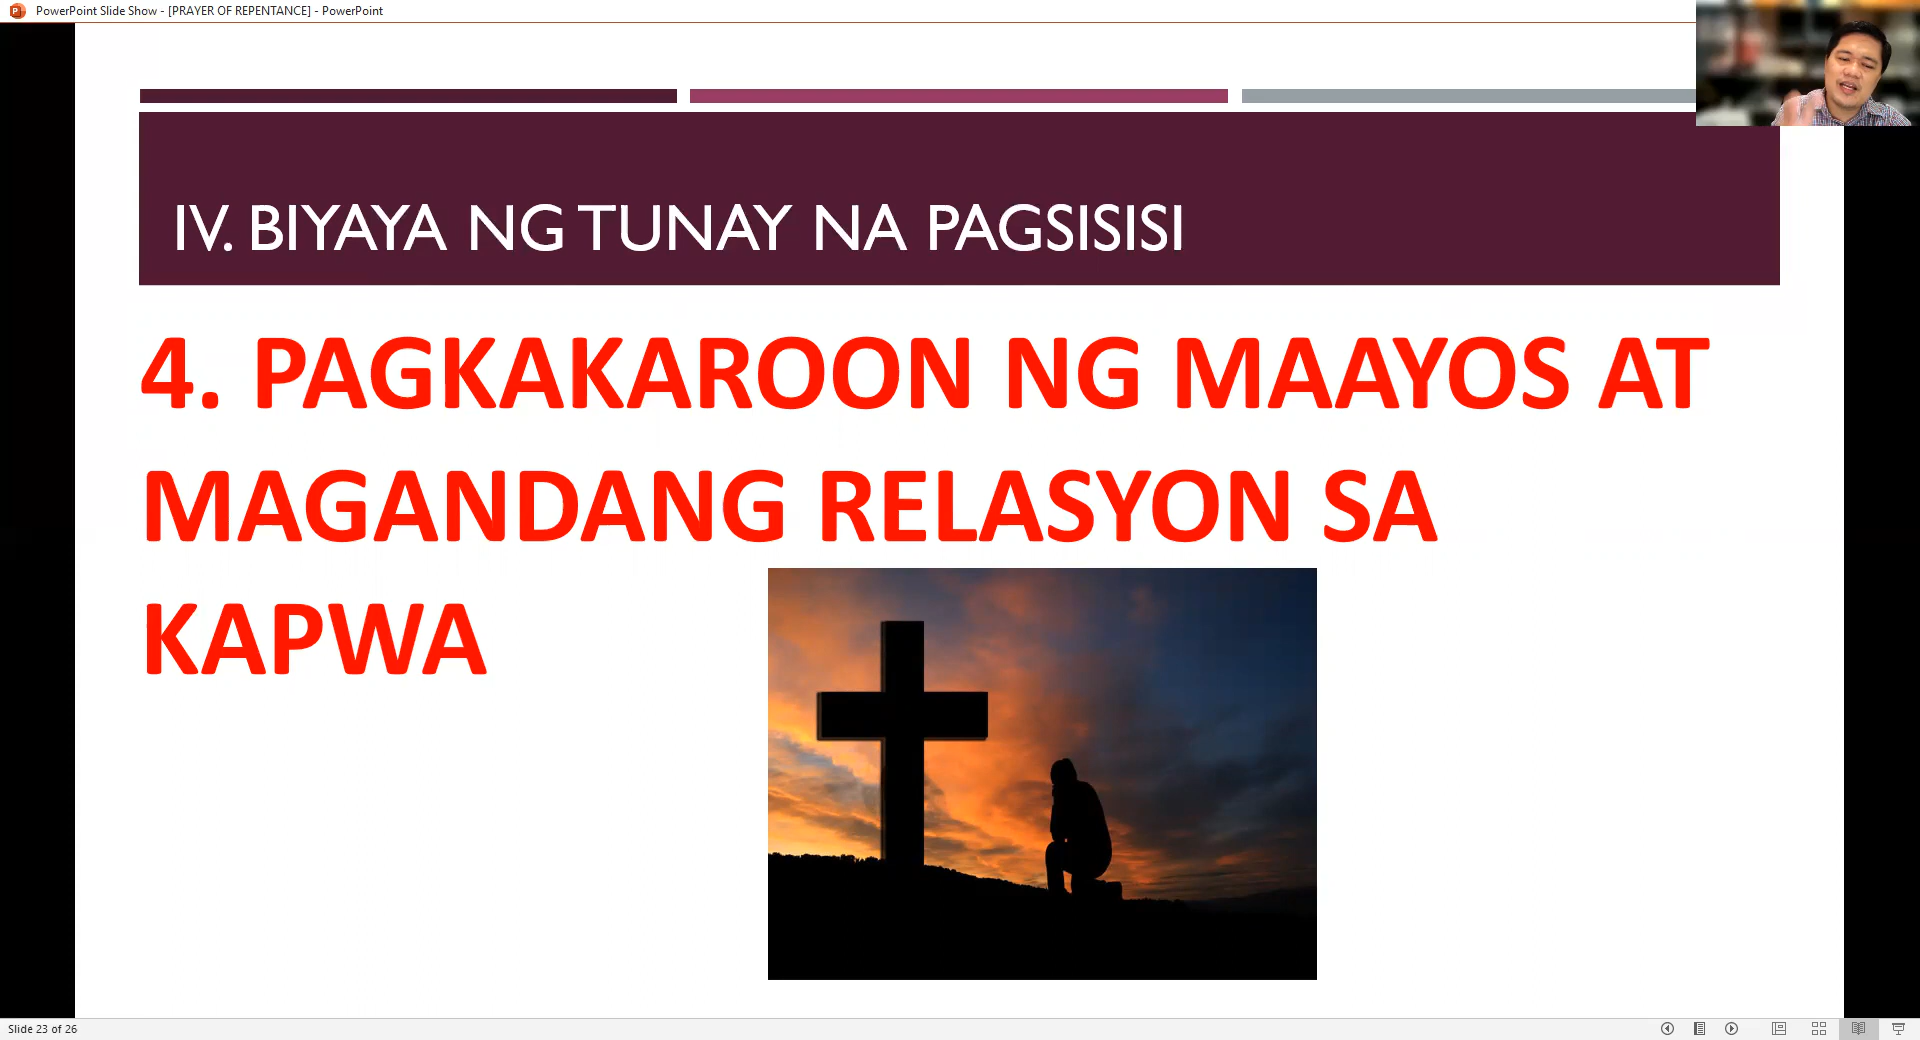 PowerPoint Slide Show - [PRAYER OF REPENTANCE] - PowerPoint
IV. BIYAYA NG TUNAY NA PAGSISISI
4. PAGKAKAROON NG MAAYOS AT
MAGANDANG RELASYON SA
KAPWA
Slide 23 of 26